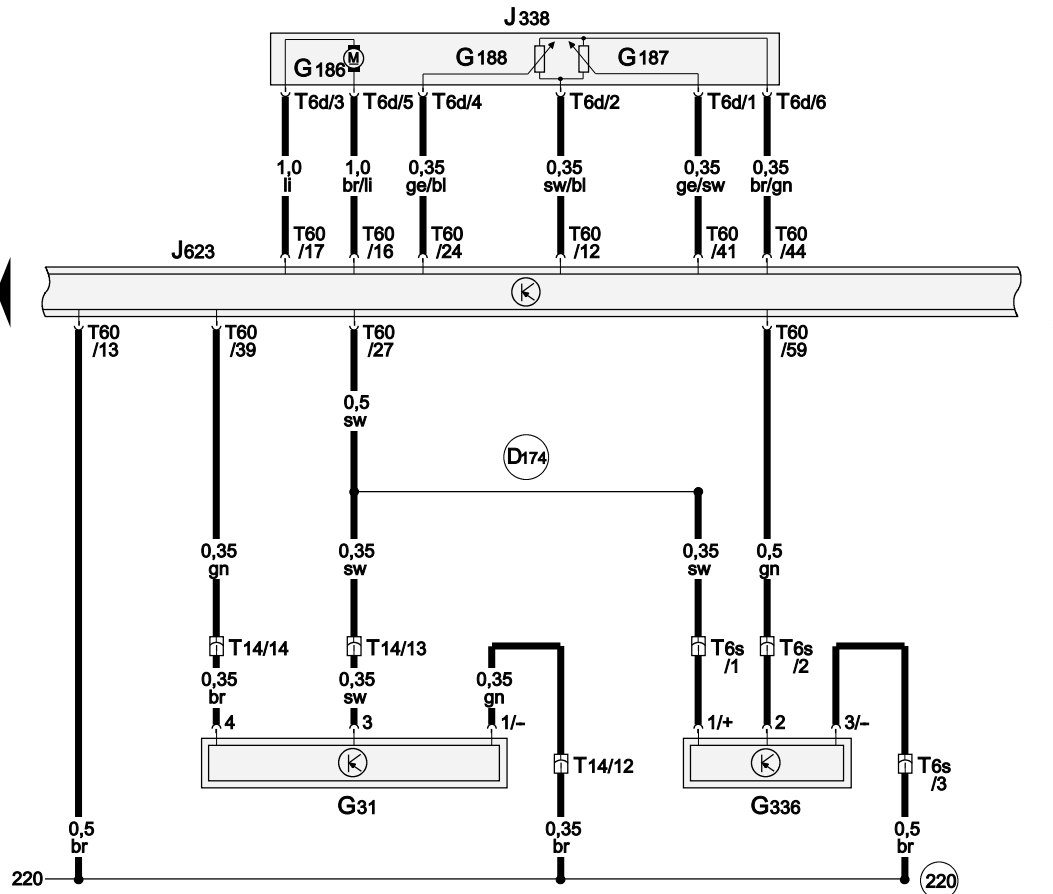 J338
G186
M
G188
G187
T6d/3
T6d/5
T6d/4
T6d/2
T6d/1
T6d/6
1,0
li
1,0
br/li
0,35
ge/bl
0,35
sw/bl
0,35
ge/sw
0,35
br/gn
J623
T60
/17
T60
/16
T60
/24
T60
/12
T60
/41
T60
/44
T60
/13
T60
/39
T60
/27
T60
/59
0,5
sw
D174
0,35
gn
0,35
sw
0,35
sw
0,5
gn
T14/14
T14/13
T6s
/1
T6s
/2
0,35
br
0,35
sw
0,35
gn
4
3
1/–
1/+
2
3/–
T14/12
T6s
/3
G31
G336
0,5
br
0,35
br
0,5
br
220
220